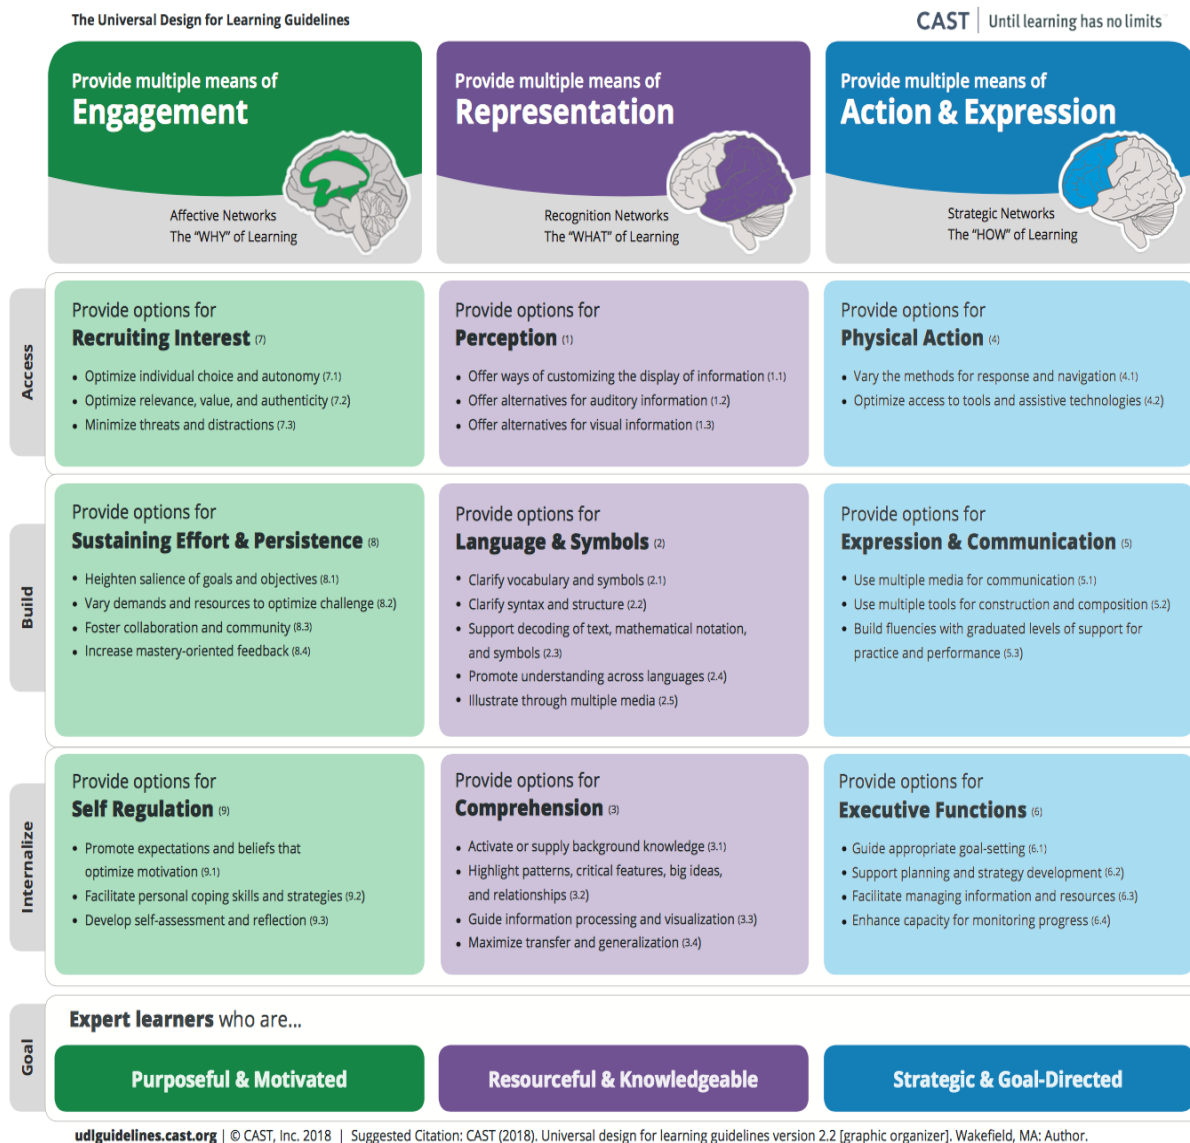 The Universal Design for Learning Guidelines
CAST | Until learning has no limits™
Provide multiple means of
Engagement
Affective Networks
The “WHY” of Learning
Provide multiple means of
Representation
Recognition Networks
The “WHAT” of Learning
Provide multiple means of
Action & Expression
Strategic Networks
The “HOW” of Learning
Access
Provide options for
Recruiting Interest (7)
• Optimize individual choice and autonomy (7.1)
• Optimize relevance, value, and authenticity (7.2)
• Minimize threats and distractions (7.3)
Provide options for
Perception (1)
• Offer ways of customizing the display of information (1.1)
• Offer alternatives for auditory information (1.2)
• Offer alternatives for visual information (1.3)
Provide options for
Physical Action (4)
• Vary the methods for response and navigation (4.1)
• Optimize access to tools and assistive technologies (4.2)
Build
Provide options for
Sustaining Effort & Persistence (8)
• Heighten salience of goals and objectives (8.1)
• Vary demands and resources to optimize challenge (8.2)
• Foster collaboration and community (8.3)
• Increase mastery-oriented feedback (8.4)
Provide options for
Language & Symbols (2)
• Clarify vocabulary and symbols (2.1)
• Clarify syntax and structure (2.2)
• Support decoding of text, mathematical notation,
and symbols (2.3)
• Promote understanding across languages (2.4)
• Illustrate through multiple media (2.5)
Provide options for
Expression & Communication (5)
• Use multiple media for communication (5.1)
• Use multiple tools for construction and composition (5.2)
• Build fluencies with graduated levels of support for
practice and performance (5.3)
Internalize
Provide options for
Self Regulation (9)
• Promote expectations and beliefs that
optimize motivation (9.1)
• Facilitate personal coping skills and strategies (9.2)
• Develop self-assessment and reflection (9.3)
Provide options for
Comprehension (3)
• Activate or supply background knowledge (3.1)
• Highlight patterns, critical features, big ideas,
and relationships (3.2)
• Guide information processing and visualization (3.3)
• Maximize transfer and generalization (3.4)
Provide options for
Executive Functions (6)
• Guide appropriate goal-setting (6.1)
• Support planning and strategy development (6.2)
• Facilitate managing information and resources (6.3)
• Enhance capacity for monitoring progress (6.4)
Goal
Expert learners who are...
Purposeful & Motivated
Resourceful & Knowledgeable
Strategic & Goal-Directed
udlguidelines.cast.org | © CAST, Inc. 2018 | Suggested Citation: CAST (2018). Universal design for learning guidelines version 2.2 [graphic organizer]. Wakefield, MA: Author.